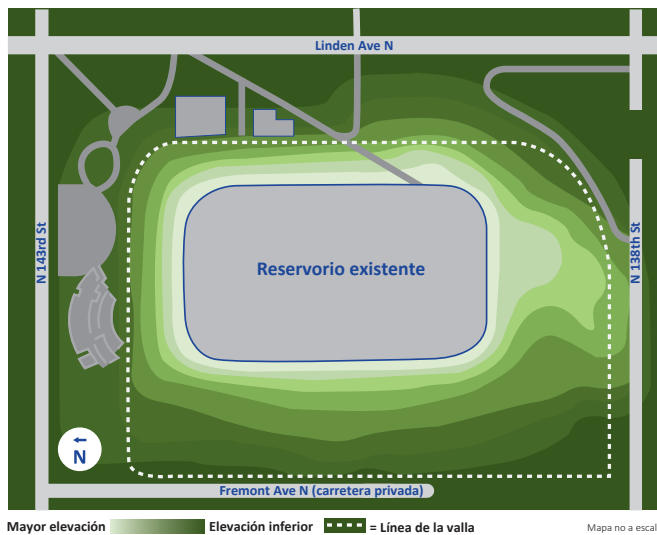 Linden Ave N
N 143rd St
N 138th St
Reservorio existente
N
Fremont Ave N (carretera privada)
Mayor elevación
Elevación inferior
= Línea de la valla
Mapa no a escal